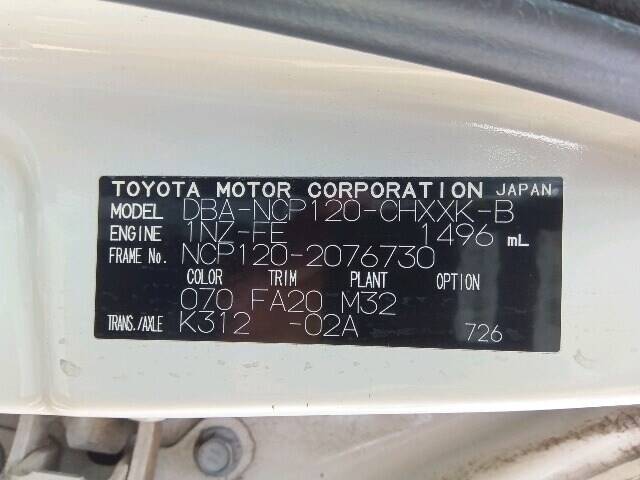 TOYOTA MOTOR CORPORATION JAPAN
MODEL DBA-NCP120-CHXXK-B
ENGINE 1NZ-FE 1496 mL
FRAME No. NCP120-2076730
COLOR TRIM PLANT OPTION
070 FA20 M32
TRANS./AXLE K312 -02A 726